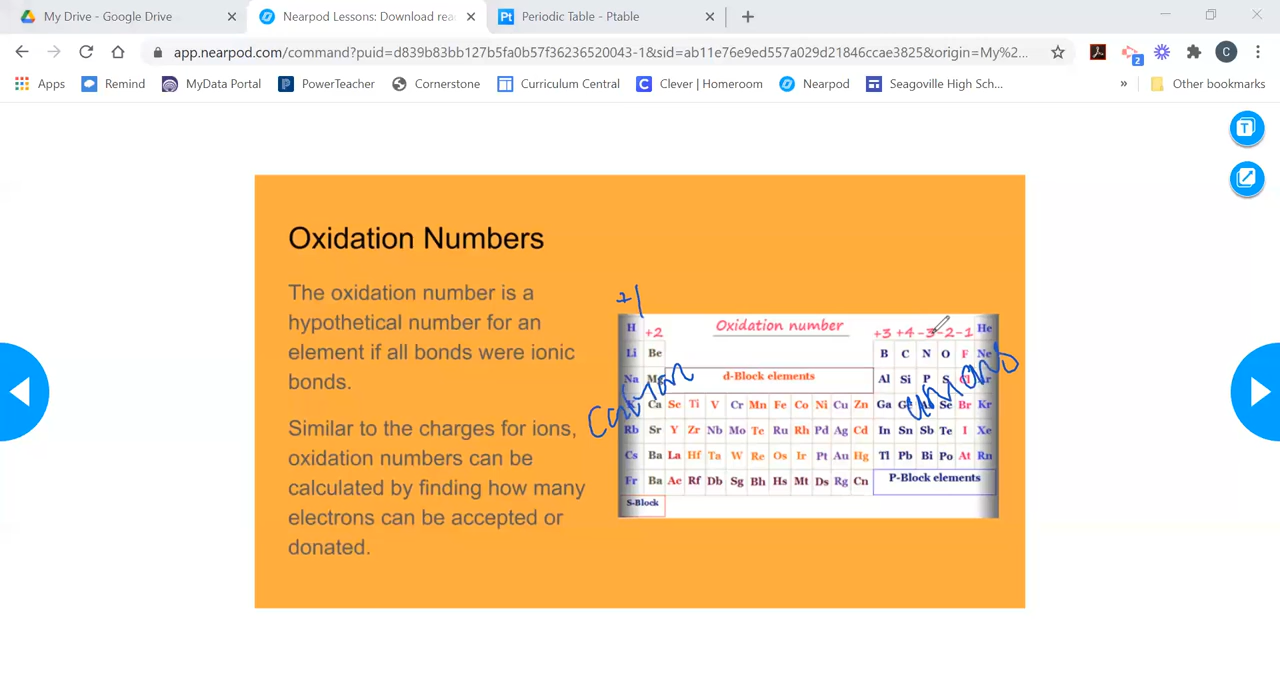 My Drive - Google Drive
Nearpod Lessons: Download rea
Periodic Table - Ptable
app.nearpod.com/command?puid=d839b83bb127b5fa0b57f36236520043-1&sid=ab11e76e9ed557a029d21846ccae3825&origin=My%2...
C
2
Apps
Remind
MyData Portal
PowerTeacher
Cornerstone
Curriculum Central
Clever | Homeroom
Nearpod
Seagoville High Sch...
»
Other bookmarks
T
Oxidation Numbers
The oxidation number is a
hypothetical number for an
element if all bonds were ionic
bonds.
Similar to the charges for ions,
oxidation numbers can be
calculated by finding how many
electrons can be accepted or
donated.
+1
H +2 Oxidation number +3 +4 -3 -2 -1 He
Li Be B C N O F Ne
Na Mg d-Block elements Al Si P S Cl Ar
Ca Sc Ti V Cr Mn Fe Co Ni Cu Zn Ga Ge Se Br Kr
Rb Sr Y Zr Nb Mo Te Ru Rh Pd Ag Cd In Sn Sb Te I Xe
Cs Ba La Hf Ta W Re Os Ir Pt Au Hg Tl Pb Bi Po At Rn
Fr Ba Ac Rf Db Sg Bh Hs Mt Ds Rg Cn P-Block elements
S-Block
cation
anions